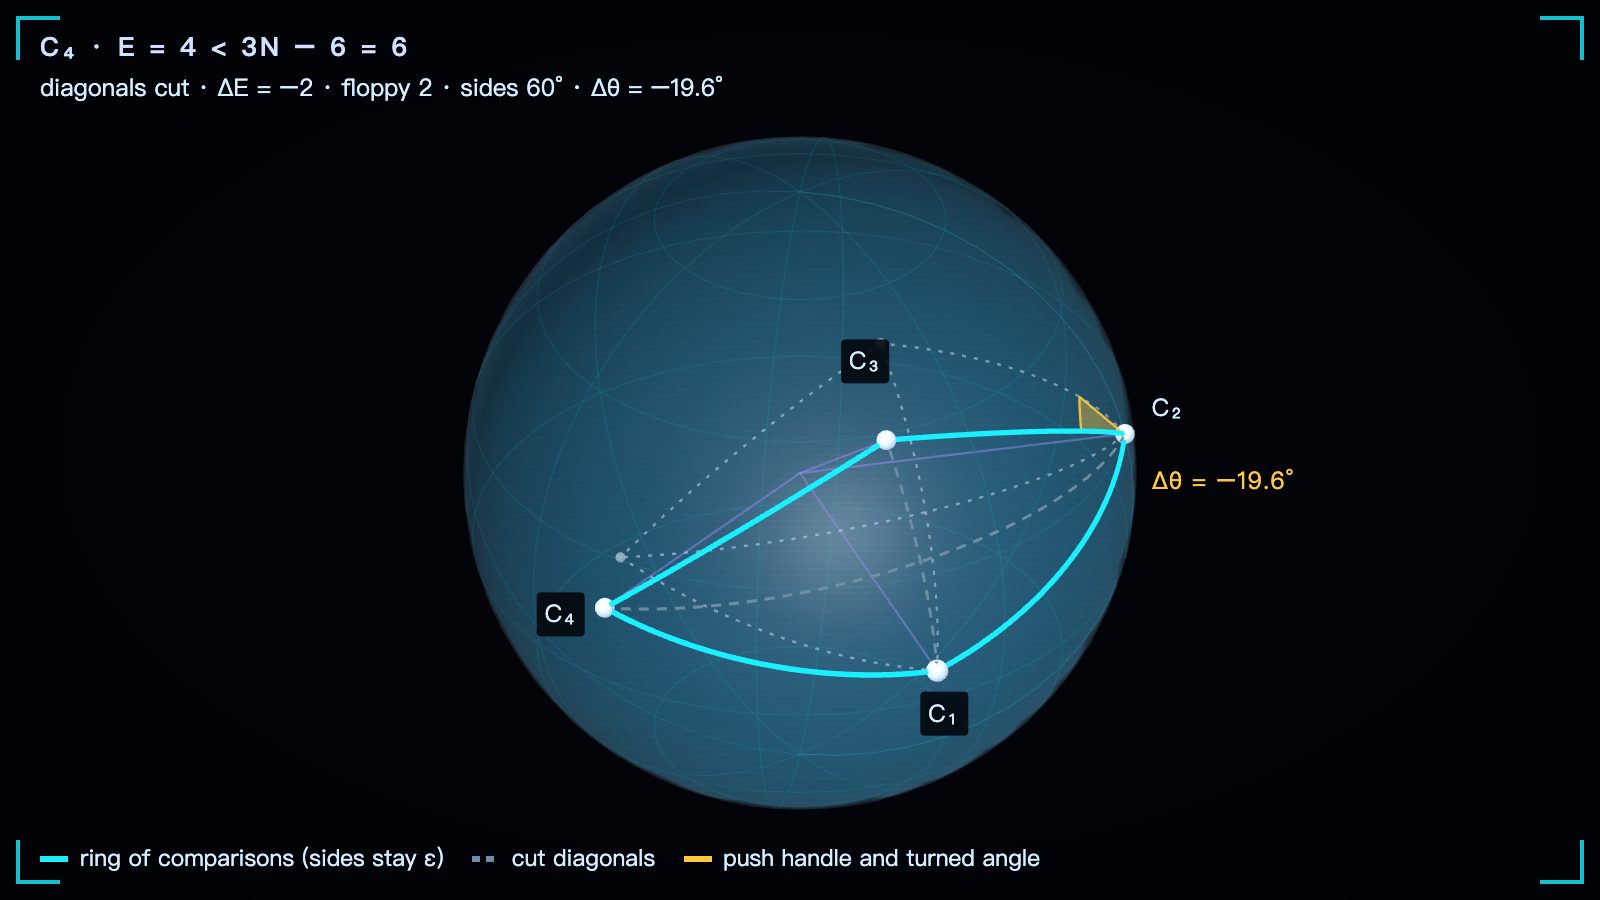 C₄ · E = 4 < 3N − 6 = 6
diagonals cut · ΔE = −2 · floppy 2 · sides 60° · Δθ = −19.6°
C₃
C₂
Δθ = −19.6°
C₄
C₁
ring of comparisons (sides stay ε)
cut diagonals
push handle and turned angle